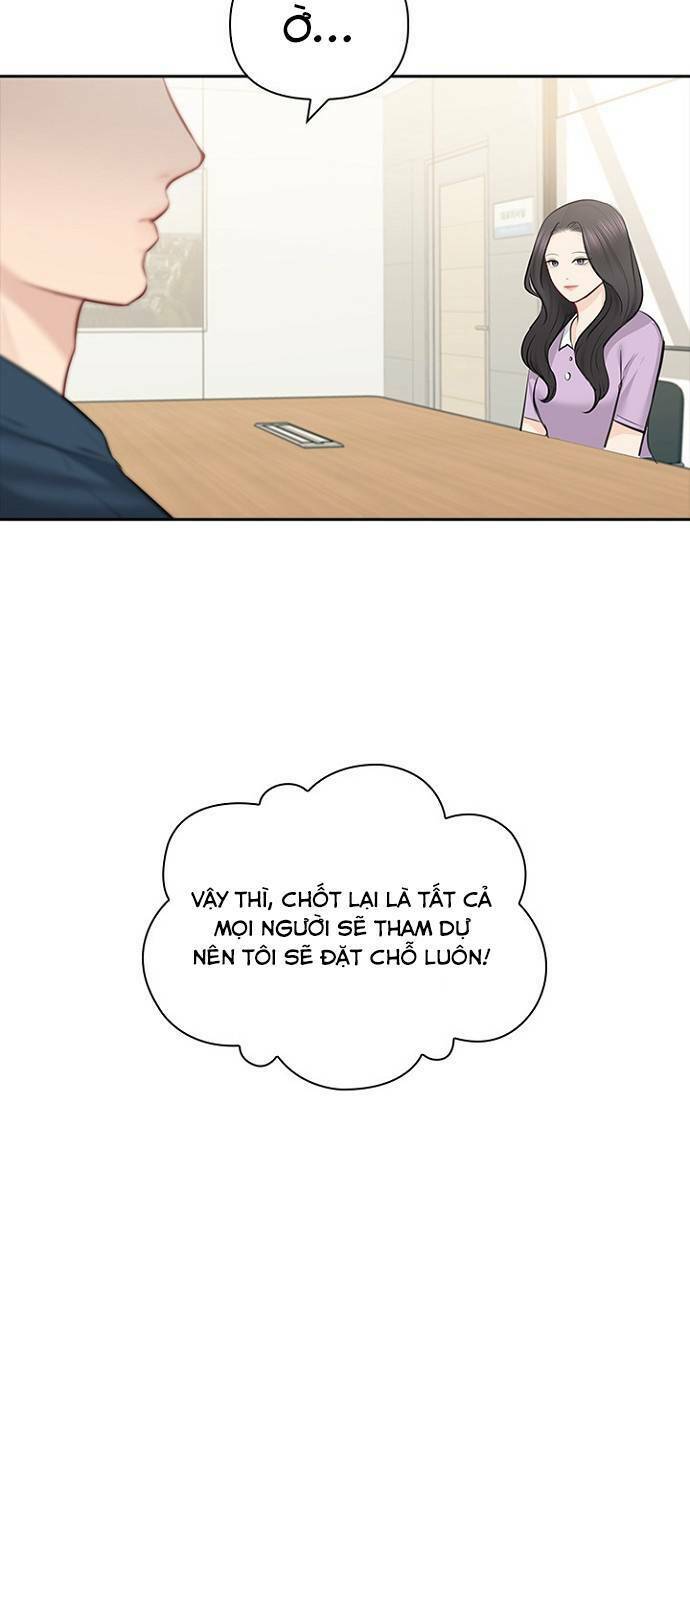 Ờ...
VẬY THÌ, CHỐT LẠI LÀ TẤT CẢ
MỌI NGƯỜI SẼ THAM DỰ
NÊN TÔI SẼ ĐẶT CHỖ LUÔN!